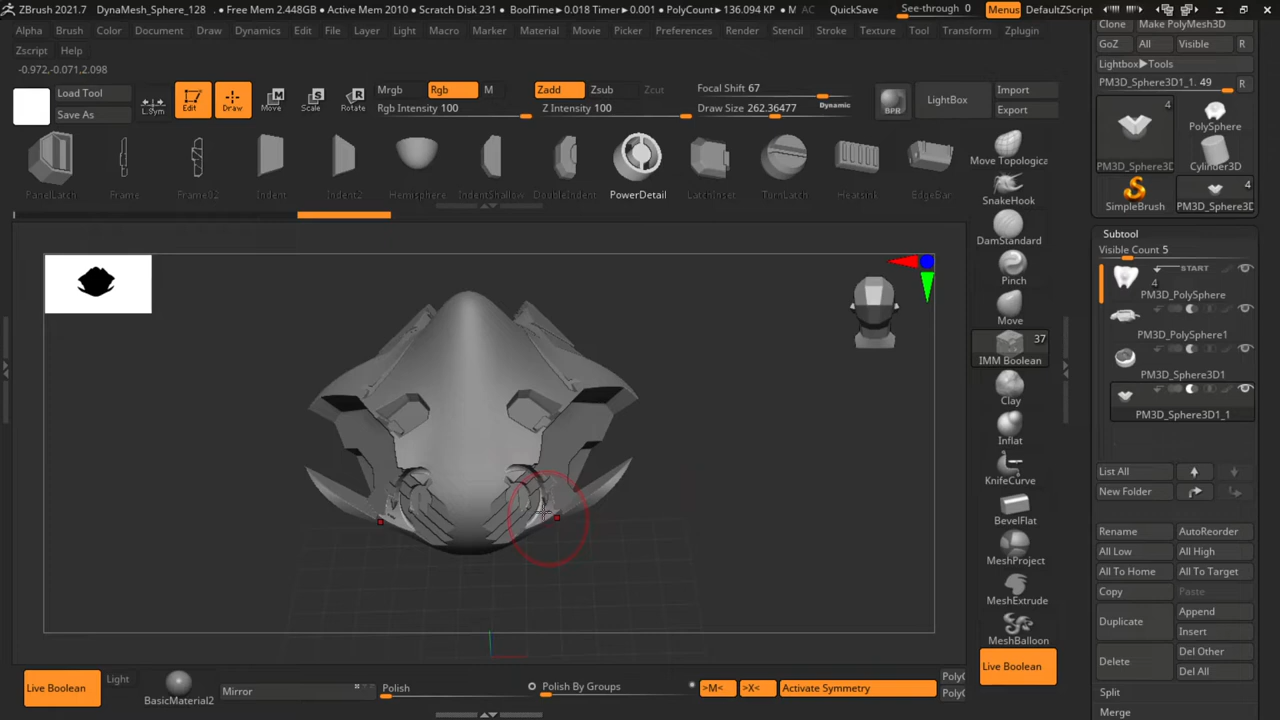 ZBrush 2021.7 DynaMesh_Sphere_128 • Free Mem 2.448GB • Active Mem 2010 • Scratch Disk 231 • BoolTime▸0.018 Timer▸0.001 • PolyCount▸136.094 KP • M AC QuickSave See-through 0 Menus DefaultZScript
Alpha Brush Color Document Draw Dynamics Edit File Layer Light Macro Marker Material Movie Picker Preferences Render Stencil Stroke Texture Tool Transform Zplugin
Zscript Help
-0.972,-0.071,2.098
Load Tool
Save As
L.Sym
Edit
Draw
Move
Scale
Rotate
Mrgb Rgb M
Rgb Intensity 100
Zadd Zsub Zcut
Z Intensity 100
Focal Shift 67
Draw Size 262.36477 Dynamic
BPR
LightBox
Import
Export
PanelLatch Frame Frame02 Indent Indent2 Hemisphere IndentShallow DoubleIndent PowerDetail LatchInset TurnLatch Heatsink EdgeBar
Move Topologica
SnakeHook
DamStandard
Pinch
Move
37
IMM Boolean
Clay
Inflat
KnifeCurve
BevelFlat
MeshProject
MeshExtrude
MeshBalloon
Live Boolean
Clone Make PolyMesh3D
GoZ All Visible R
Lightbox▸Tools
PM3D_Sphere3D1_1. 49 R
4
PM3D_Sphere3D
PolySphere
Cylinder3D
SimpleBrush
4
PM3D_Sphere3D
Subtool
Visible Count 5
START
4
PM3D_PolySphere
PM3D_PolySphere1
PM3D_Sphere3D1
PM3D_Sphere3D1_1
List All
New Folder
Rename AutoReorder
All Low All High
All To Home All To Target
Copy Paste
Duplicate Append
Insert
Delete Del Other
Del All
Split
Merge
Live Boolean
Light
BasicMaterial2
Mirror
Polish
Polish By Groups
>M< >X< Activate Symmetry
PolyG
PolyG